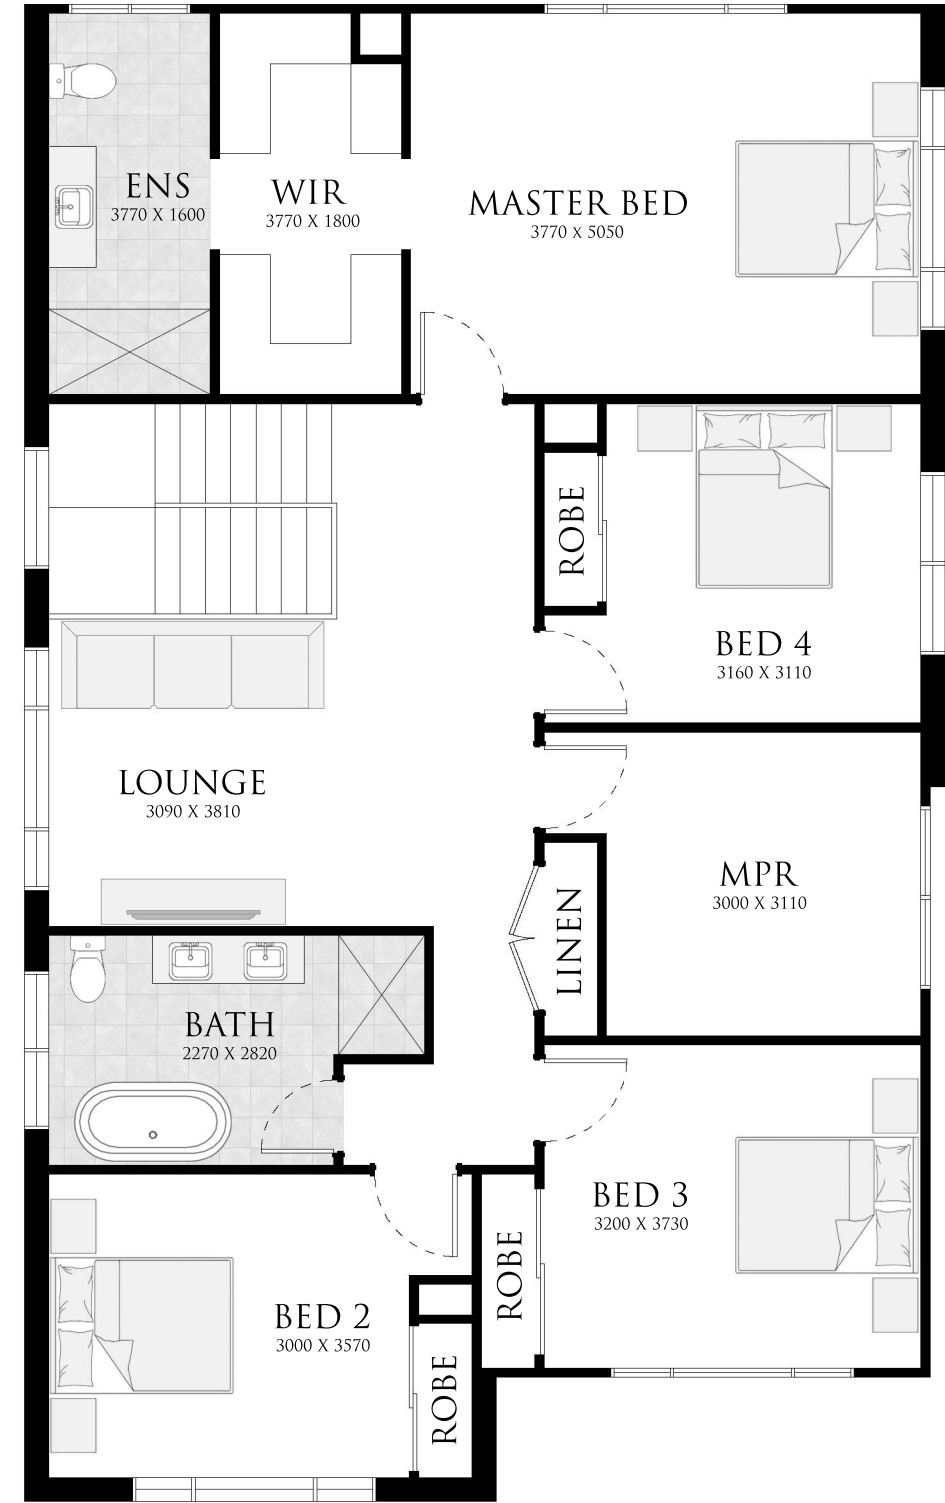 ENS
3770 X 1600
WIR
3770 X 1800
MASTER BED
3770 X 5050
ROBE
BED 4
3160 X 3110
LOUNGE
3090 X 3810
MPR
3000 X 3110
LINEN
BATH
2270 X 2820
BED 3
3200 X 3730
ROBE
BED 2
3000 X 3570
ROBE